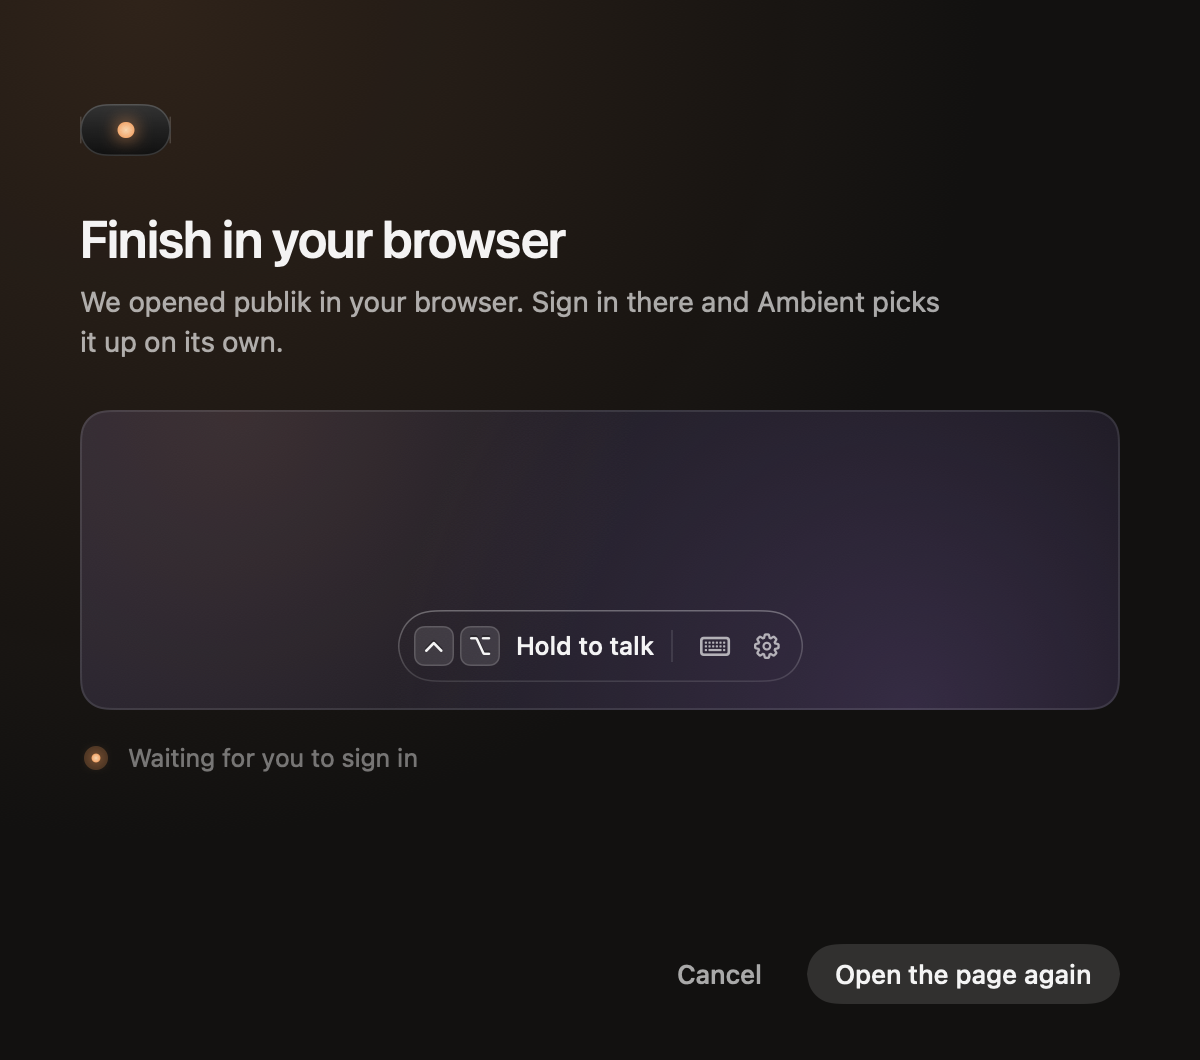 Finish in your browser
We opened publik in your browser. Sign in there and Ambient picks
it up on its own.
Hold to talk
Waiting for you to sign in
Cancel
Open the page again